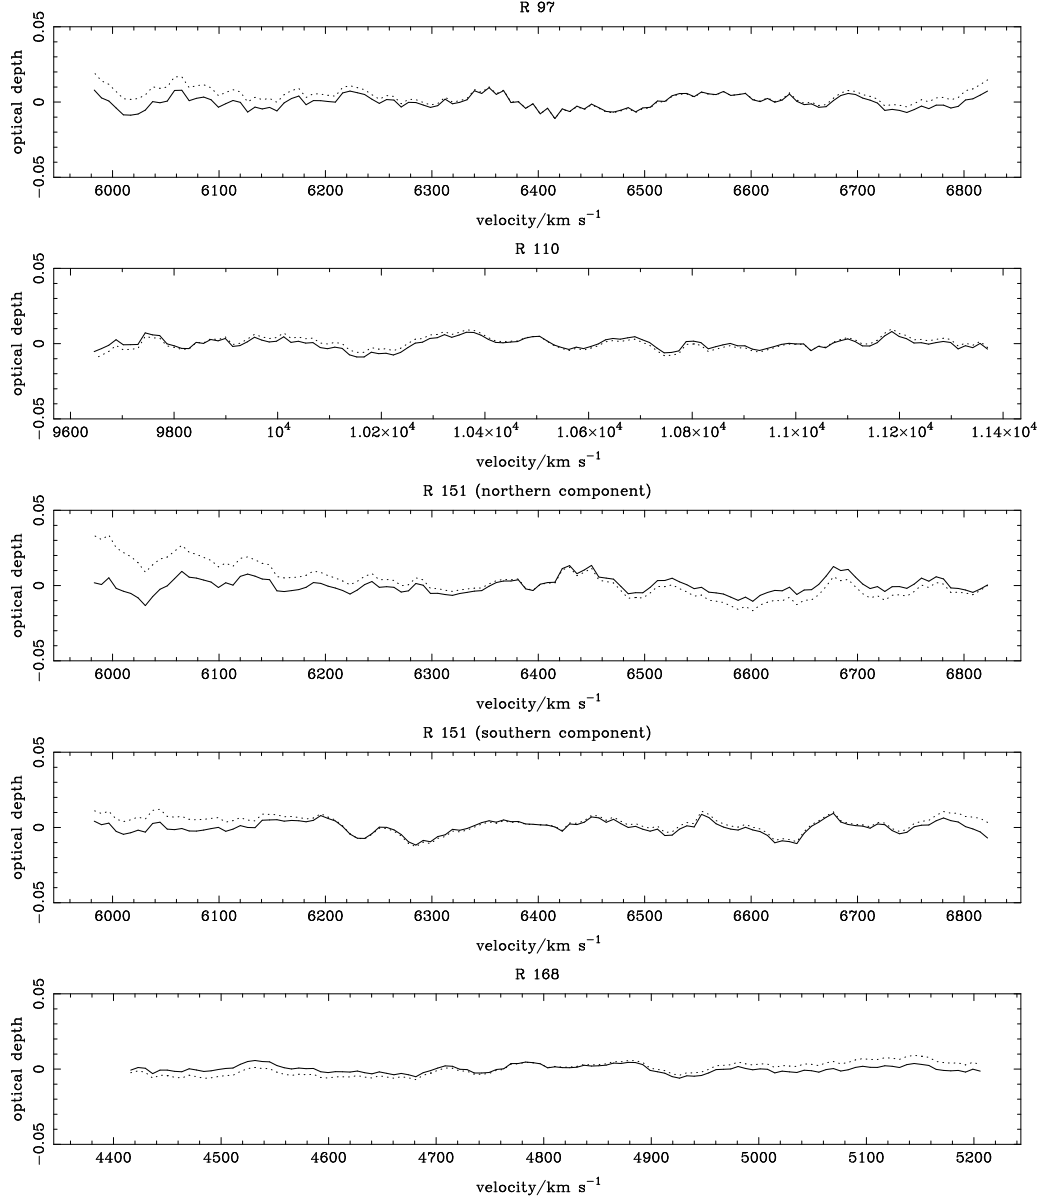 R 97
optical depth
0.05
0
−0.05
6000 6100 6200 6300 6400 6500 6600 6700 6800
velocity/km s⁻¹
R 110
optical depth
0.05
0
−0.05
9600 9800 10⁴ 1.02×10⁴ 1.04×10⁴ 1.06×10⁴ 1.08×10⁴ 1.1×10⁴ 1.12×10⁴ 1.14×10⁴
velocity/km s⁻¹
R 151 (northern component)
optical depth
0.05
0
−0.05
6000 6100 6200 6300 6400 6500 6600 6700 6800
velocity/km s⁻¹
R 151 (southern component)
optical depth
0.05
0
−0.05
6000 6100 6200 6300 6400 6500 6600 6700 6800
velocity/km s⁻¹
R 168
optical depth
0.05
0
−0.05
4400 4500 4600 4700 4800 4900 5000 5100 5200
velocity/km s⁻¹